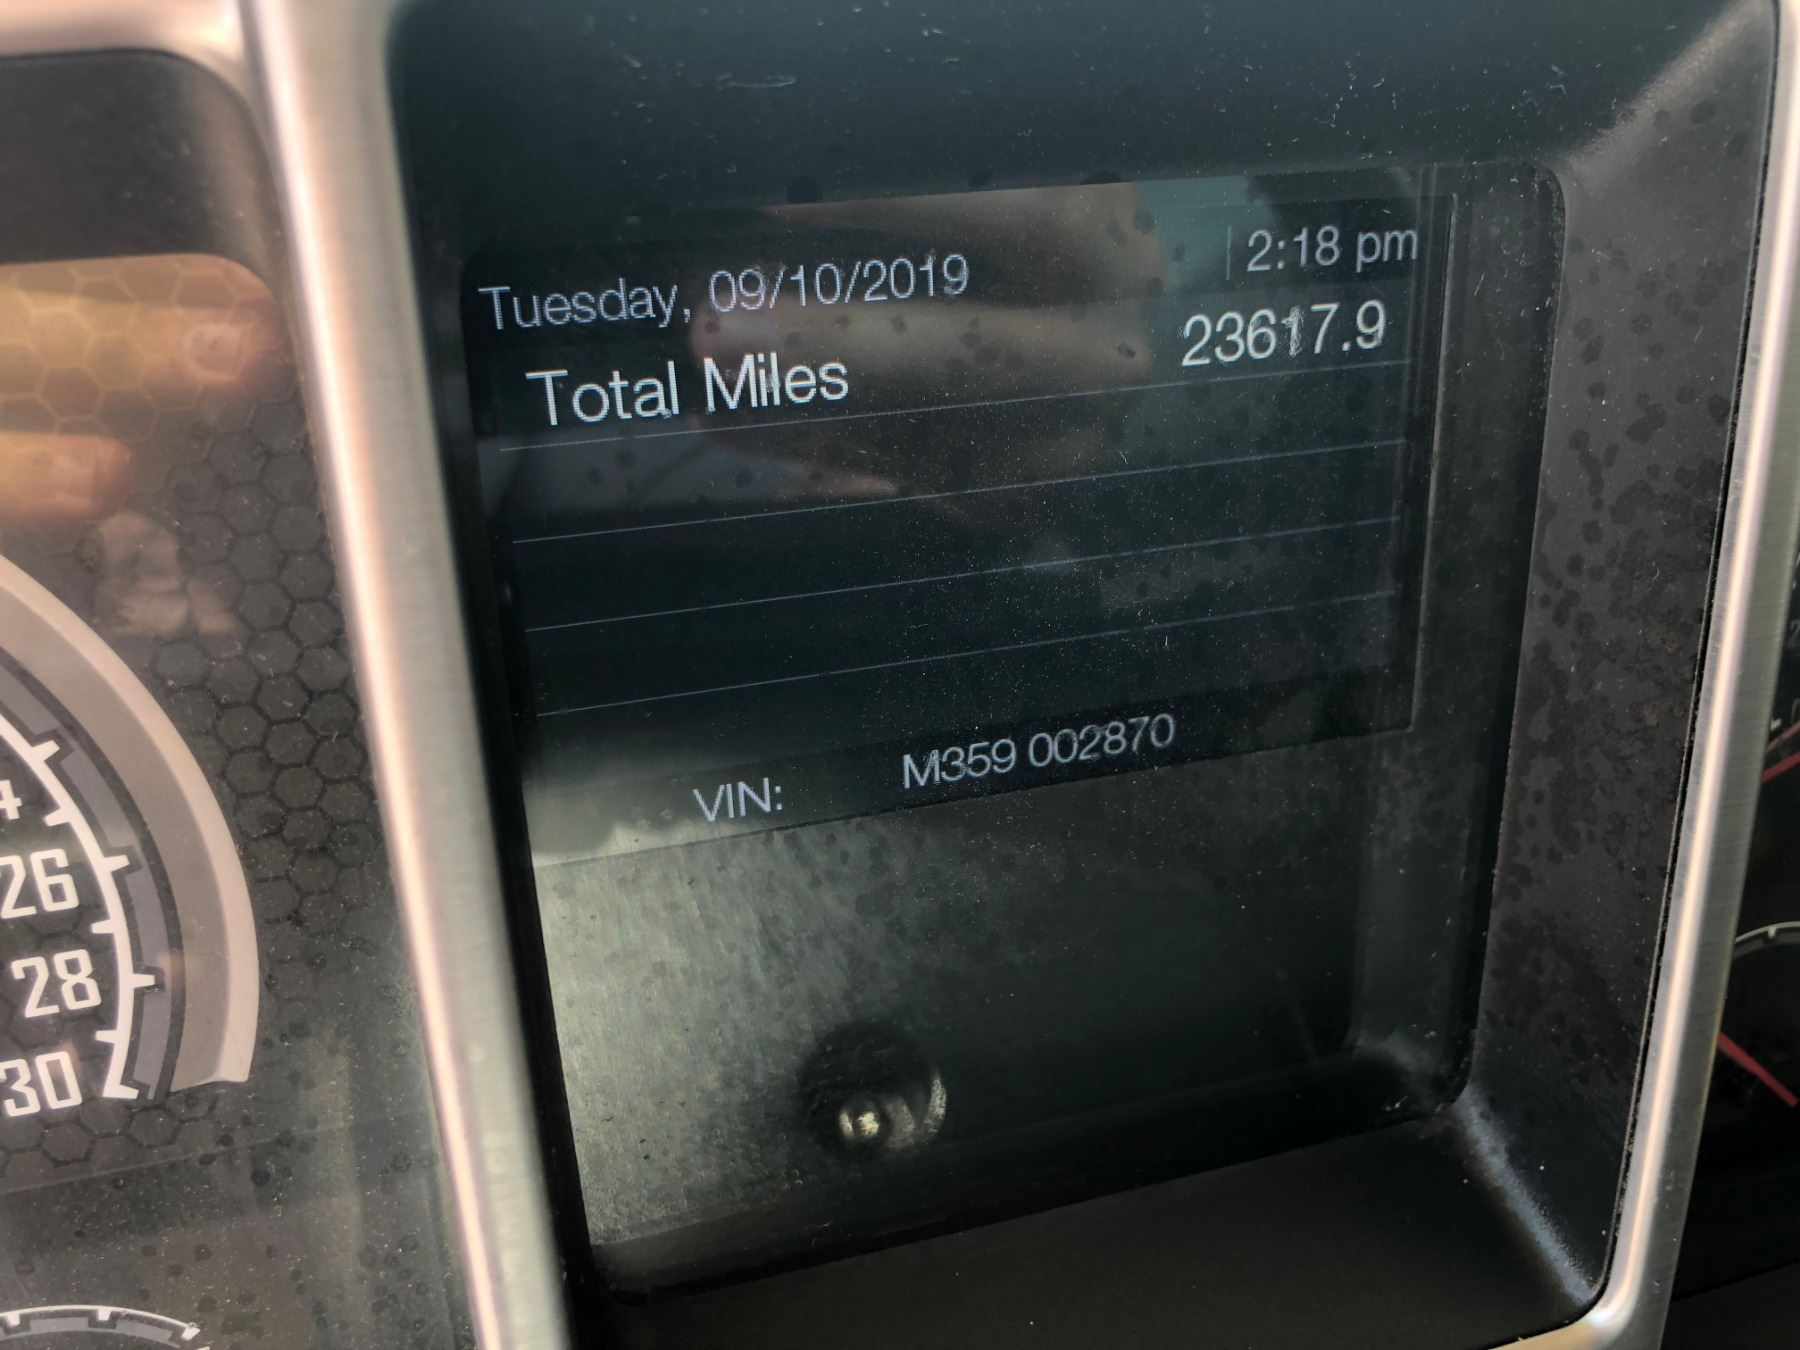 Tuesday, 09/10/2019 2:18 pm
Total Miles 23617.9
VIN: M359 002870
26
28
30